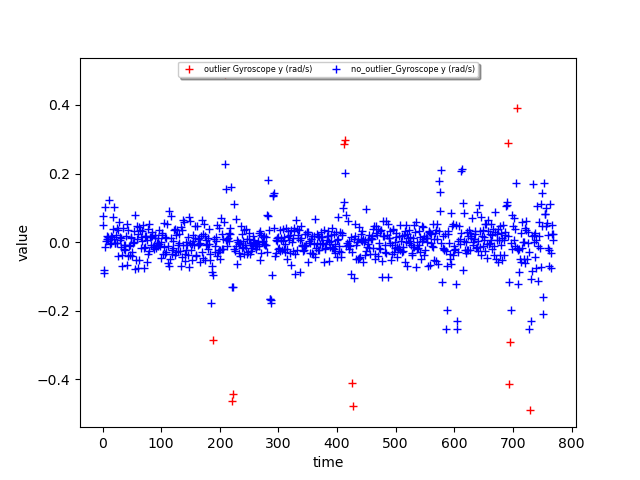 outlier Gyroscope y (rad/s) no_outlier_Gyroscope y (rad/s)
0.4
0.2
0.0
−0.2
−0.4
value
0 100 200 300 400 500 600 700 800
time